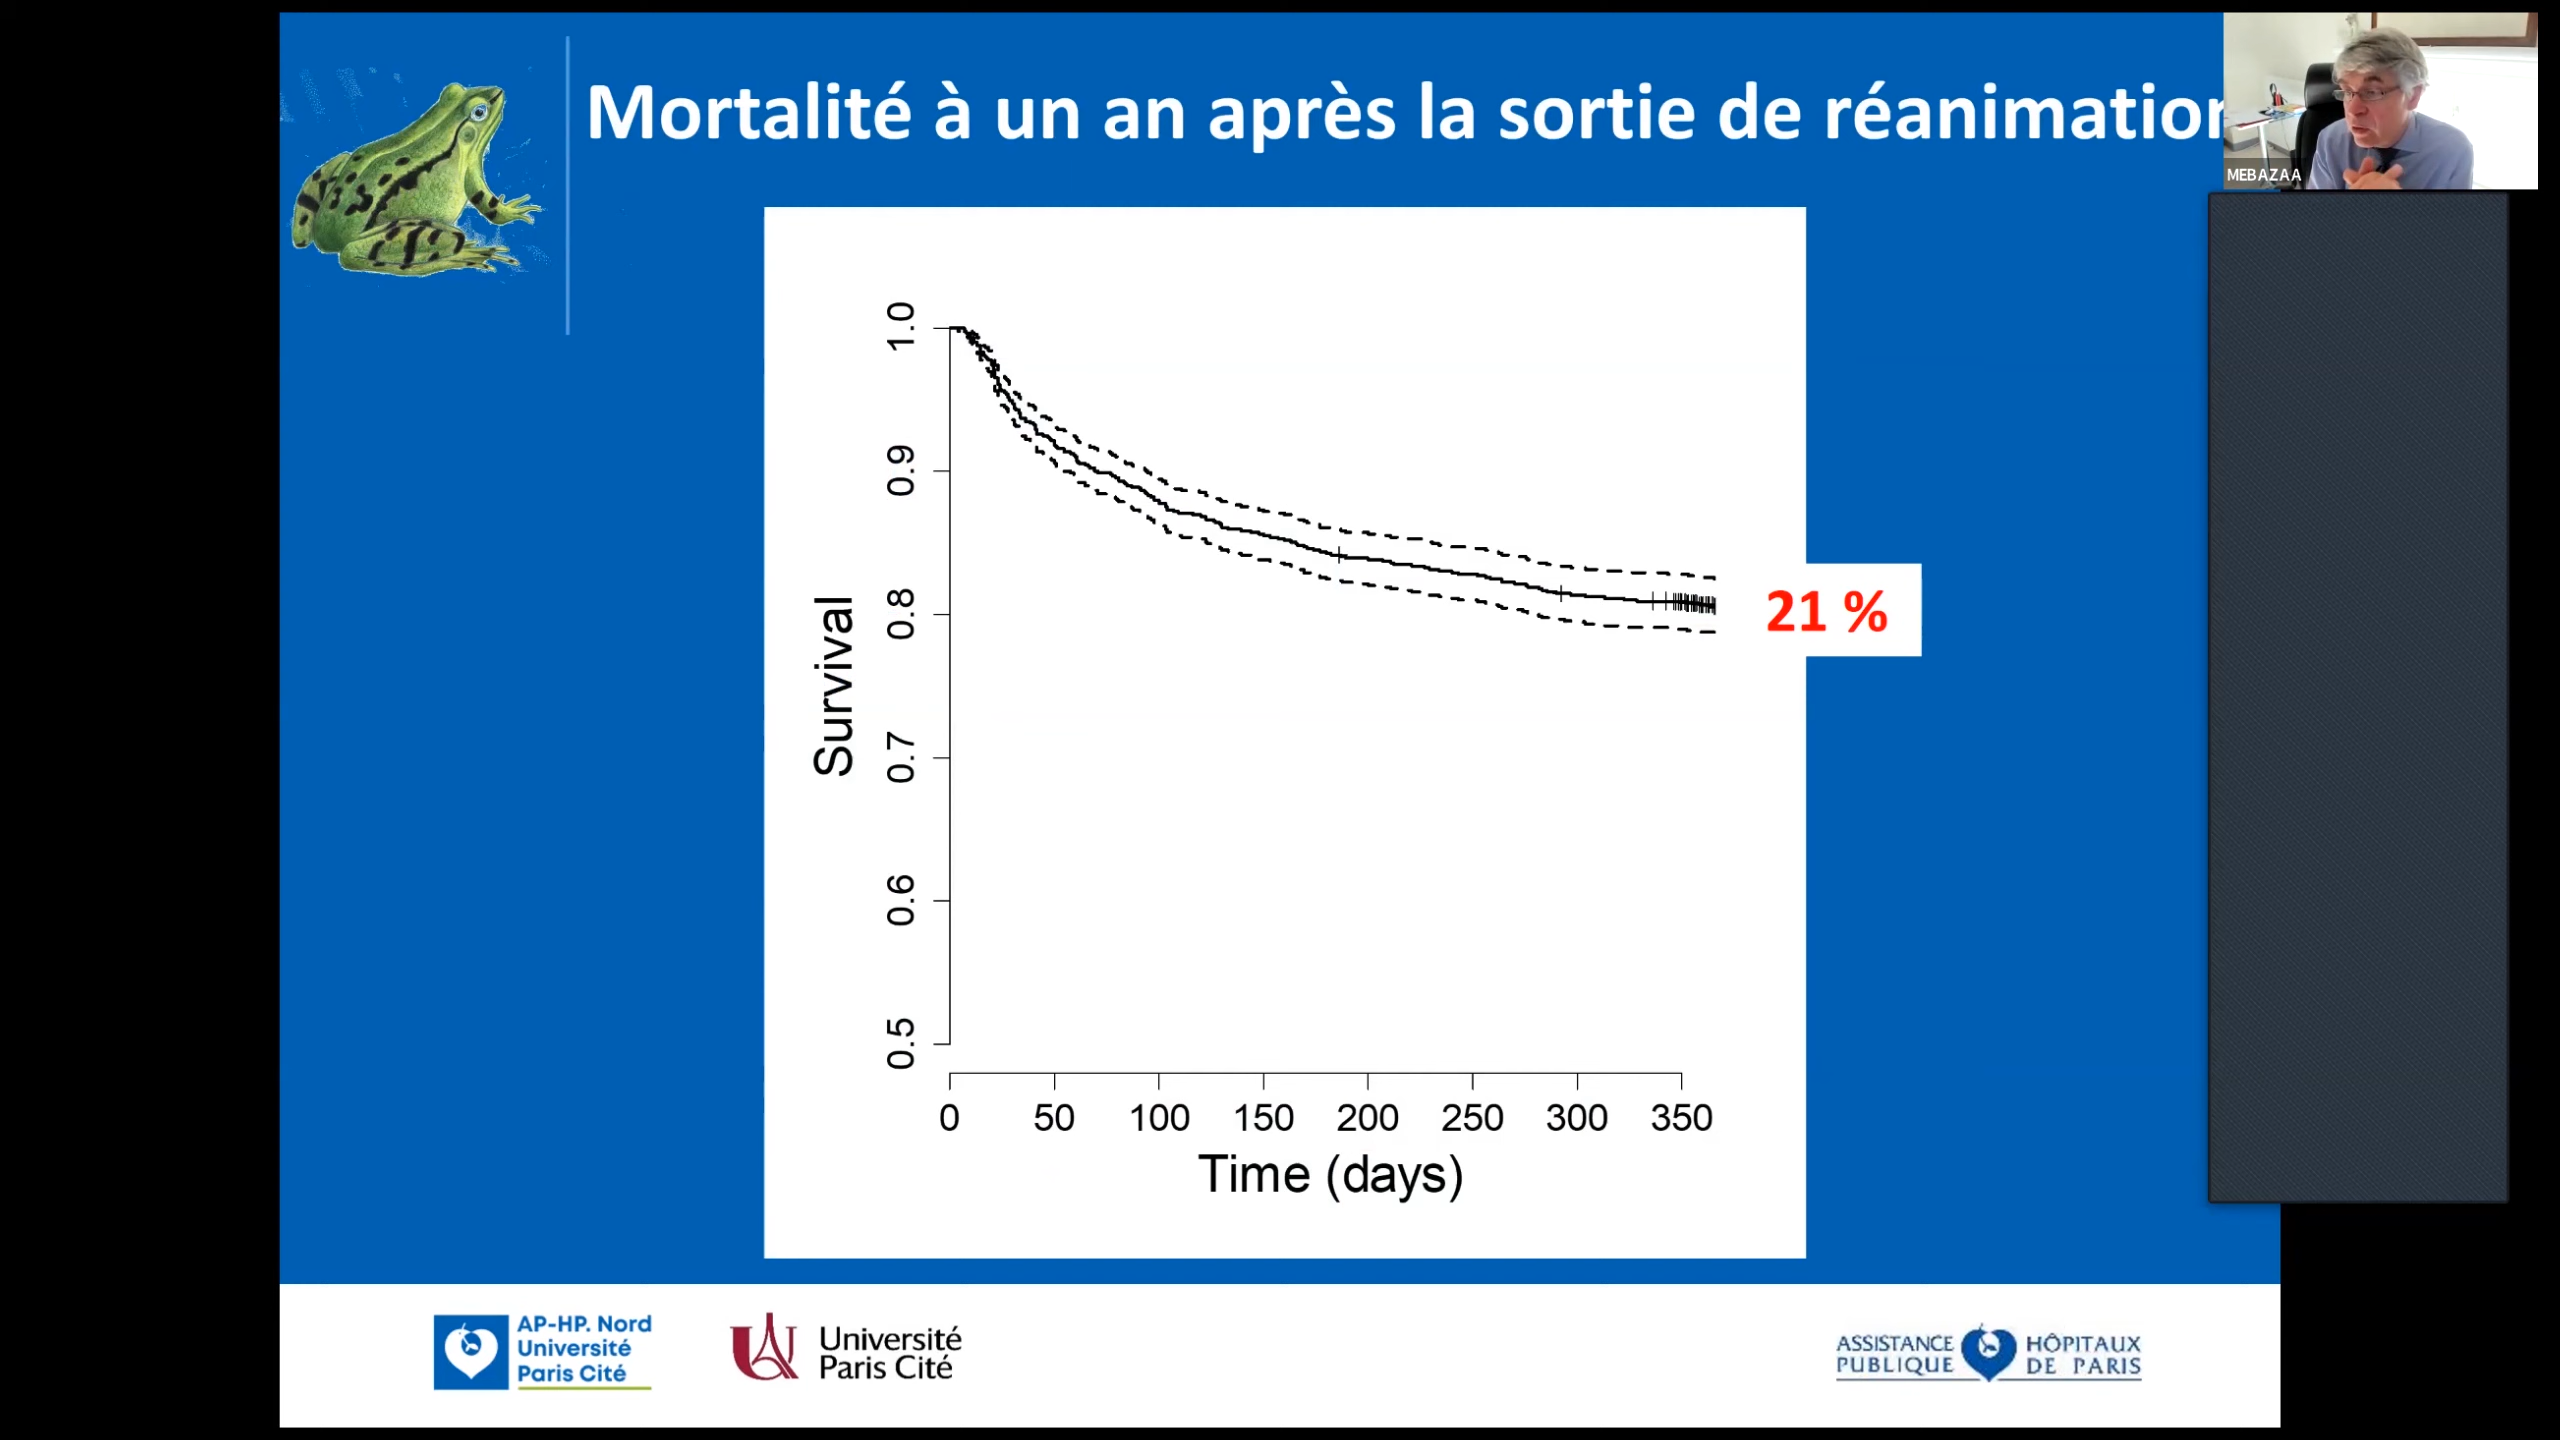 Mortalité à un an après la sortie de réanimation
MEBAZAA
1.0
0.9
0.8
0.7
0.6
0.5
Survival
21 %
0 50 100 150 200 250 300 350
Time (days)
AP-HP. Nord
Université
Paris Cité
Université
Paris Cité
ASSISTANCE PUBLIQUE
HÔPITAUX DE PARIS